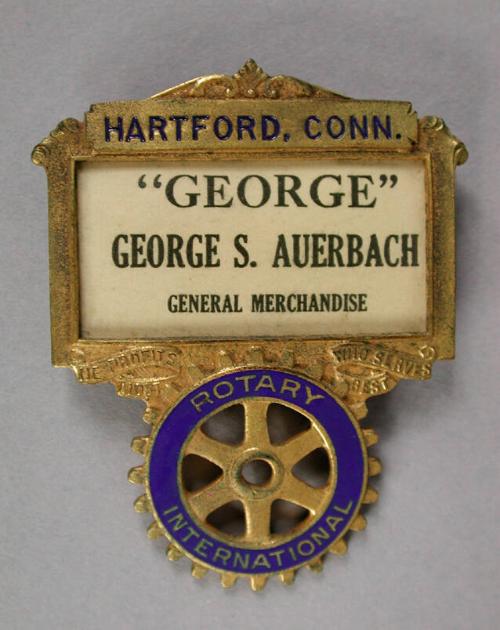 HARTFORD, CONN.
“GEORGE”
GEORGE S. AUERBACH
GENERAL MERCHANDISE
HE PROFITS WHO SERVES
MOST BEST
ROTARY
INTERNATIONAL